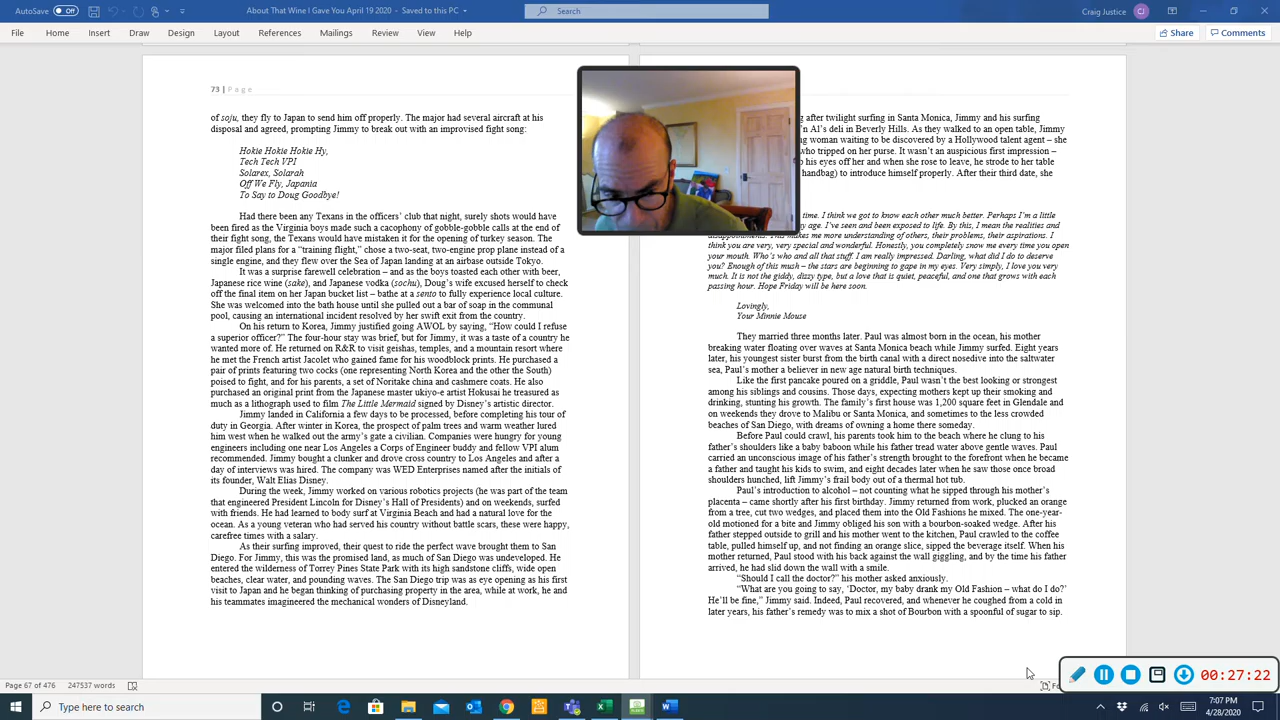 AutoSave Off
The Wine Gene I Have You April 19 2020 - Saved to this PC
Search
Craig Justice
File Home Insert Draw Design Layout References Mailings Review View Help
Share Comments
73 | Page
of soju, they fly to Japan to send him off properly. The major had several aircraft at his
disposal and agreed, prompting Jimmy to break out with an improvised fight song:
Hokie Hokie Hokie Hy,
Tech Tech VPI
Solarex, Solarah
Off We Fly, Japania
To Say to Doug Goodbye!
Had there been any Texans in the officers' club that night, surely shots would have
been fired as the Virginia boys made such a cacophony of gobble-gobble calls at the end of
their fight song, the Texans would have mistaken it for the opening of turkey season. The
major filed plans for a "training flight," chose a two-seat, two-engine prop plane instead of a
single engine, and they flew over the Sea of Japan landing at an airbase outside Tokyo.
It was a surprise farewell celebration – and as the boys toasted each other with beer,
Japanese rice wine (sake), and Japanese vodka (sochu), Doug's wife excused herself to check
off the final item on her Japan bucket list – bathe at a sento to fully experience local culture.
She was welcomed into the bath house until she pulled out a bar of soap in the communal
pool, causing an international incident resolved by her swift exit from the country.
On his return to Korea, Jimmy justified going AWOL by saying, "How could I refuse
a superior officer?" The four-hour stay was brief, but for Jimmy, it was a taste of a country he
wanted more of. He returned on R&R to visit geishas, temples, and a mountain resort where
he met the French artist Jacolet who gained fame for his woodblock prints. He purchased a
pair of prints featuring two cocks (one representing North Korea and the other the South)
poised to fight, and for his parents, a set of Noritake china and cashmere coats. He also
purchased an original print from the Japanese master ukiyo-e artist Hokusai he treasured as
much as a lithograph used to film The Little Mermaid signed by Disney's artistic director.
Jimmy landed in California a few days to be processed, before completing his tour of
duty in Georgia. After winter in Korea, the prospect of palm trees and warm weather lured
him west when he walked out the army's gate a civilian. Companies were hungry for young
engineers including one near Los Angeles a Corps of Engineer buddy and fellow VPI alum
recommended. Jimmy bought a clunker and drove cross country to Los Angeles and after a
day of interviews was hired. The company was WED Enterprises named after the initials of
its founder, Walt Elias Disney.
During the week, Jimmy worked on various robotics projects (he was part of the team
that engineered President Lincoln for Disney's Hall of Presidents) and on weekends, surfed
with friends. He had learned to body surf at Virginia Beach and had a natural love for the
ocean. As a young veteran who had served his country without battle scars, these were happy,
carefree times with a salary.
As their surfing improved, their quest to ride the perfect wave brought them to San
Diego. For Jimmy, this was the promised land, as much of San Diego was undeveloped. He
entered the wilderness of Torrey Pines State Park with its high sandstone cliffs, wide open
beaches, clear water, and pounding waves. The San Diego trip was as eye opening as his first
visit to Japan and he began thinking of purchasing property in the area, while at work, he and
his teammates imagineered the mechanical wonders of Disneyland.
g after twilight surfing in Santa Monica, Jimmy and his surfing
'n Al's deli in Beverly Hills. As they walked to an open table, Jimmy
g woman waiting to be discovered by a Hollywood talent agent – she
who tripped on her purse. It wasn't an auspicious first impression –
his eyes off her and when she rose to leave, he strode to her table
handbag) to introduce himself properly. After their third date, she
time. I think we got to know each other much better. Perhaps I'm a little
y age. I've seen and been exposed to life. By this, I mean the realities and
disappointments. This makes me more understanding of others, their problems, their aspirations. I
think you are very, very special and wonderful. Honestly, you completely snow me every time you open
your mouth. Who's who and all that stuff. I am really impressed. Darling, what did I do to deserve
you? Enough of this mush – the stars are beginning to gape in my eyes. Very simply, I love you very
much. It is not the giddy, dizzy type, but a love that is quiet, peaceful, and one that grows with each
passing hour. Hope Friday will be here soon.
Lovingly,
Your Minnie Mouse
They married three months later. Paul was almost born in the ocean, his mother
breaking water floating over waves at Santa Monica beach while Jimmy surfed. Eight years
later, his youngest sister burst from the birth canal with a direct nosedive into the saltwater
sea, Paul's mother a believer in new age natural birth techniques.
Like the first pancake poured on a griddle, Paul wasn't the best looking or strongest
among his siblings and cousins. Those days, expecting mothers kept up their smoking and
drinking, stunting his growth. The family's first house was 1,200 square feet in Glendale and
on weekends they drove to Malibu or Santa Monica, and sometimes to the less crowded
beaches of San Diego, with dreams of owning a home there someday.
Before Paul could crawl, his parents took him to the beach where he clung to his
father's shoulders like a baby baboon while his father tread water above gentle waves. Paul
carried an unconscious image of his father's strength brought to the forefront when he became
a father and taught his kids to swim, and eight decades later when he saw those once broad
shoulders hunched, lift Jimmy's frail body out of a thermal hot tub.
Paul's introduction to alcohol – not counting what he sipped through his mother's
placenta – came shortly after his first birthday. Jimmy returned from work, plucked an orange
from a tree, cut two wedges, and placed them into the Old Fashions he mixed. The one-year-
old motioned for a bite and Jimmy obliged his son with a bourbon-soaked wedge. After his
father stepped outside to grill and his mother went to the kitchen, Paul crawled to the coffee
table, pulled himself up, and not finding an orange slice, sipped the beverage itself. When his
mother returned, Paul stood with his back against the wall giggling, and by the time his father
arrived, he had slid down the wall with a smile.
"Should I call the doctor?" his mother asked anxiously.
"What are you going to say, 'Doctor, my baby drank my Old Fashion – what do I do?'
He'll be fine," Jimmy said. Indeed, Paul recovered, and whenever he coughed from a cold in
later years, his father's remedy was to mix a shot of Bourbon with a spoonful of sugar to sip.
Page 67 of 476 247537 words
00:27:22
Type here to search
7:07 PM
4/28/2020